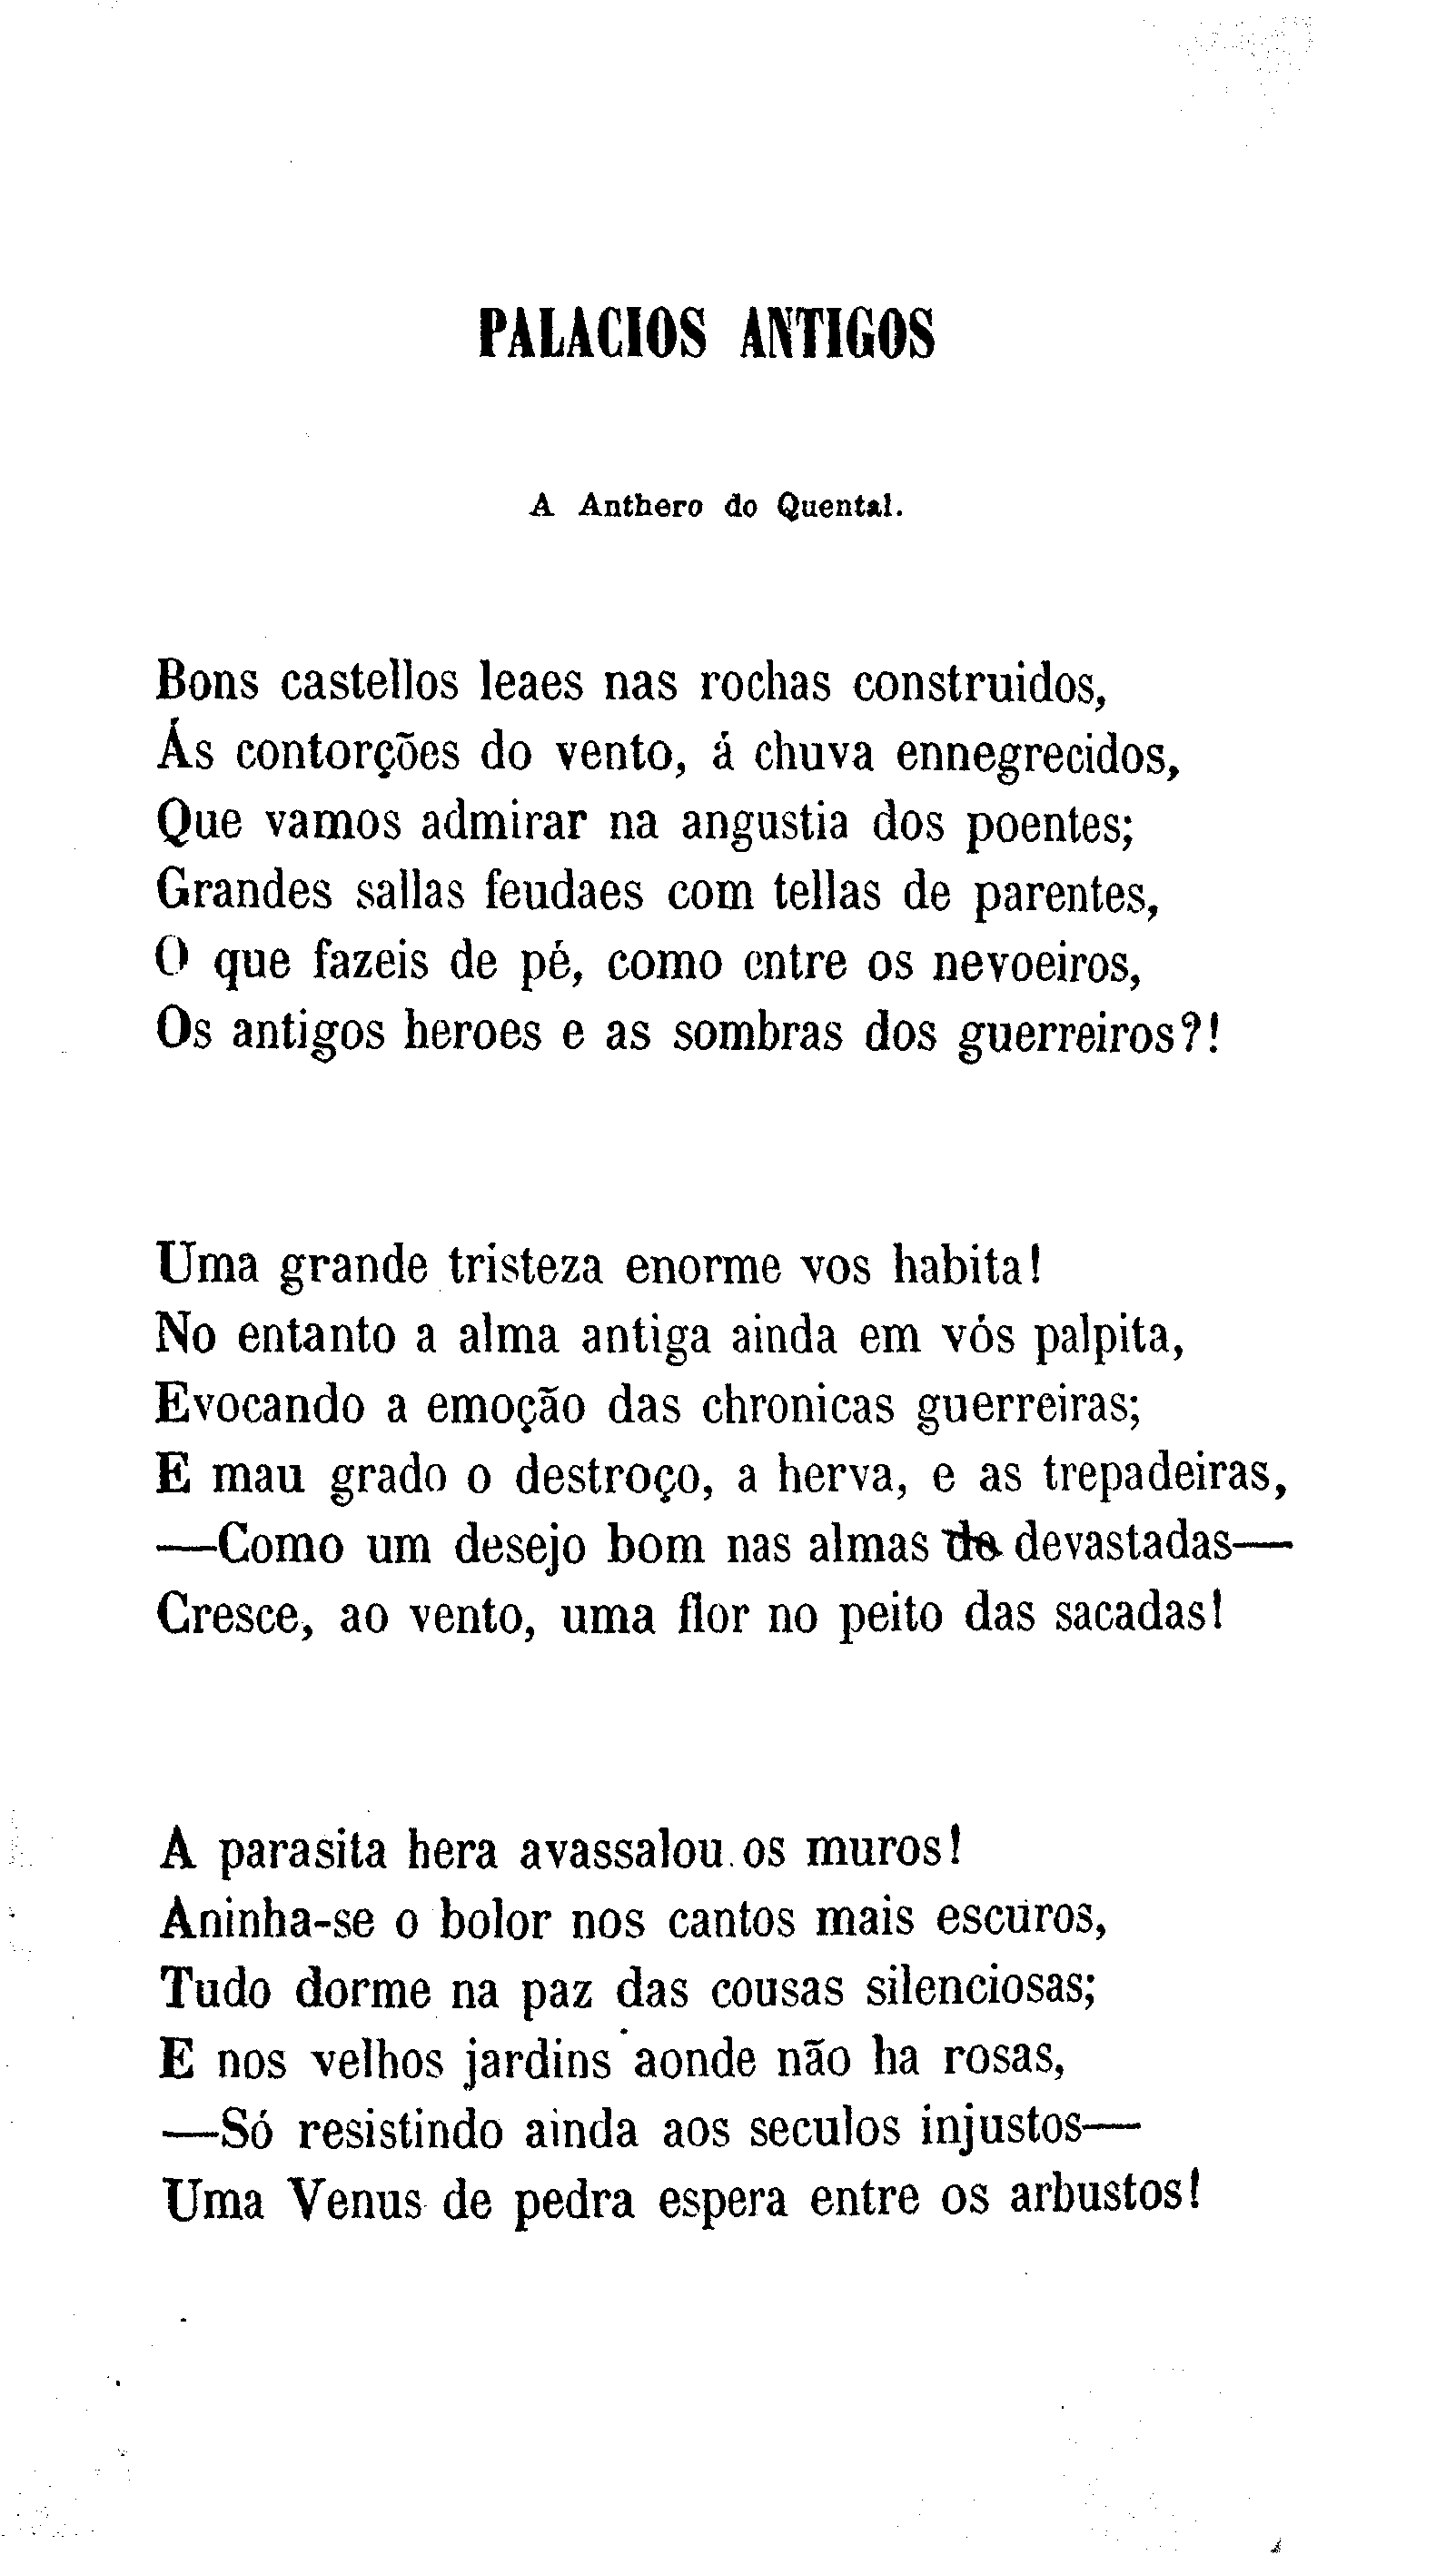 PALACIOS ANTIGOS
A Anthero do Quental.
Bons castellos leaes nas rochas construidos,
Ás contorções do vento, á chuva ennegrecidos,
Que vamos admirar na angustia dos poentes;
Grandes sallas feudaes com tellas de parentes,
O que fazeis de pé, como entre os nevoeiros,
Os antigos heroes e as sombras dos guerreiros?!
Uma grande tristeza enorme vos habita!
No entanto a alma antiga ainda em vós palpita,
Evocando a emoção das chronicas guerreiras;
E mau grado o destroço, a herva, e as trepadeiras,
—Como um desejo bom nas almas de devastadas—
Cresce, ao vento, uma flor no peito das sacadas!
A parasita hera avassalou os muros!
Aninha-se o bolor nos cantos mais escuros,
Tudo dorme na paz das cousas silenciosas;
E nos velhos jardins aonde não ha rosas,
—Só resistindo ainda aos seculos injustos—
Uma Venus de pedra espera entre os arbustos!